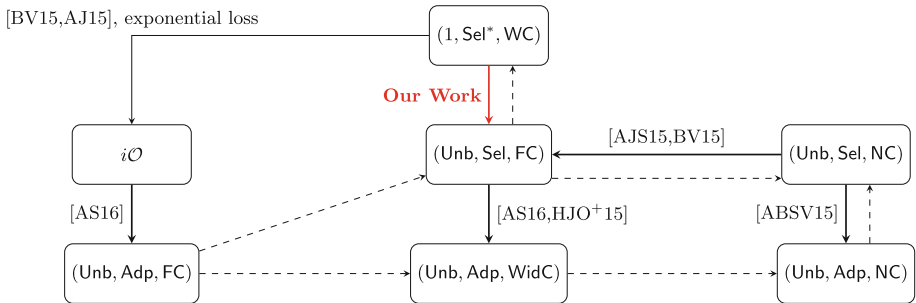 [BV15,AJ15], exponential loss
(1, Sel*, WC)
Our Work
iO
(Unb, Sel, FC)
[AJS15,BV15]
(Unb, Sel, NC)
[AS16]
[AS16,HJO+15]
[ABSV15]
(Unb, Adp, FC)
(Unb, Adp, WidC)
(Unb, Adp, NC)